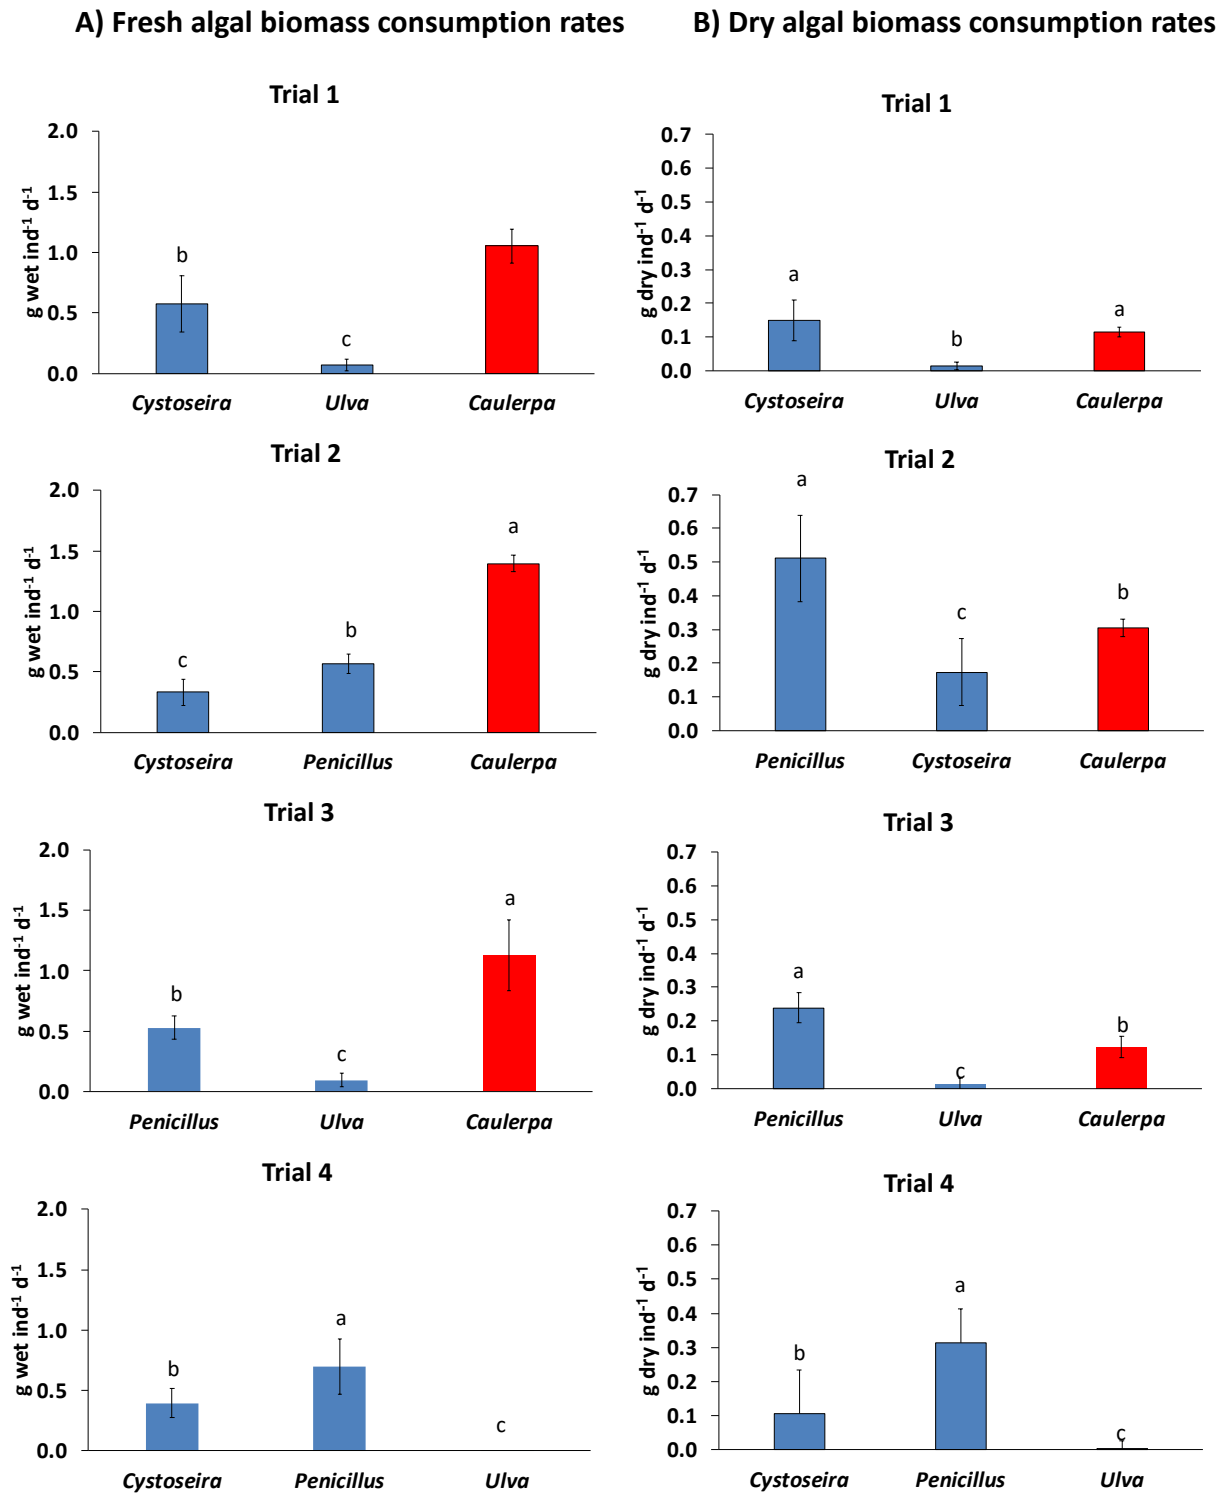 A) Fresh algal biomass consumption rates
B) Dry algal biomass consumption rates
Trial 1
2.0
1.5
1.0
0.5
0.0
g wet ind⁻¹ d⁻¹
b
c
Cystoseira Ulva Caulerpa
Trial 1
0.7
0.6
0.5
0.4
0.3
0.2
0.1
0.0
g dry ind⁻¹ d⁻¹
a
b
a
Cystoseira Ulva Caulerpa
Trial 2
2.0
1.5
1.0
0.5
0.0
g wet ind⁻¹ d⁻¹
c
b
a
Cystoseira Penicillus Caulerpa
Trial 2
0.7
0.6
0.5
0.4
0.3
0.2
0.1
0.0
g dry ind⁻¹ d⁻¹
a
c
b
Penicillus Cystoseira Caulerpa
Trial 3
2.0
1.5
1.0
0.5
0.0
g wet ind⁻¹ d⁻¹
b
c
a
Penicillus Ulva Caulerpa
Trial 3
0.7
0.6
0.5
0.4
0.3
0.2
0.1
0.0
g dry ind⁻¹ d⁻¹
a
c
b
Penicillus Ulva Caulerpa
Trial 4
2.0
1.5
1.0
0.5
0.0
g wet ind⁻¹ d⁻¹
b
a
c
Cystoseira Penicillus Ulva
Trial 4
0.7
0.6
0.5
0.4
0.3
0.2
0.1
0.0
g dry ind⁻¹ d⁻¹
b
a
c
Cystoseira Penicillus Ulva